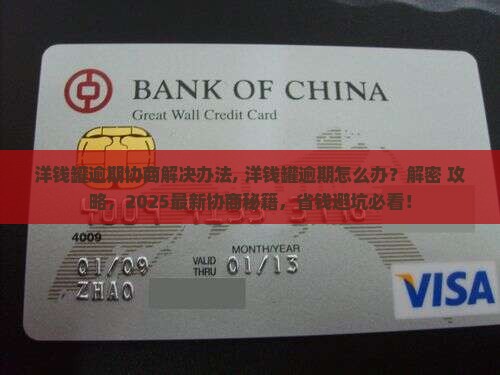 BANK OF CHINA
Great Wall Credit Card
洋钱罐逾期协商解决办法, 洋钱罐逾期怎么办？解密 攻
略，2025最新协商秘籍，省钱避坑必看！
4009
MONTH/YEAR
01/09 VALID THRU 01/13
ZHAO
VISA